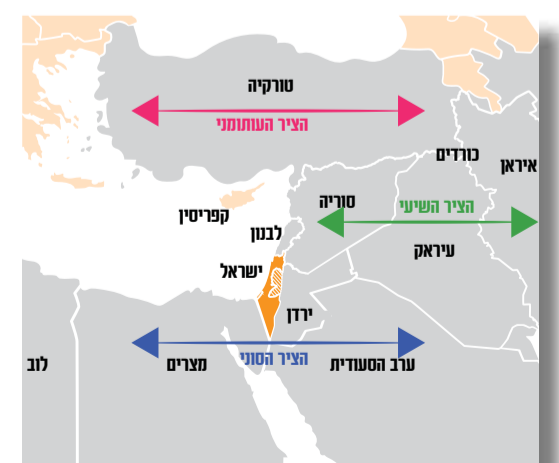 טורקיה
הציר העותומני
כורדים
איראן
סוריה
הציר השיעי
קפריסין
לבנון
עיראק
ישראל
ירדן
הציר הסוני
ערב הסעודית
מצרים
לוב